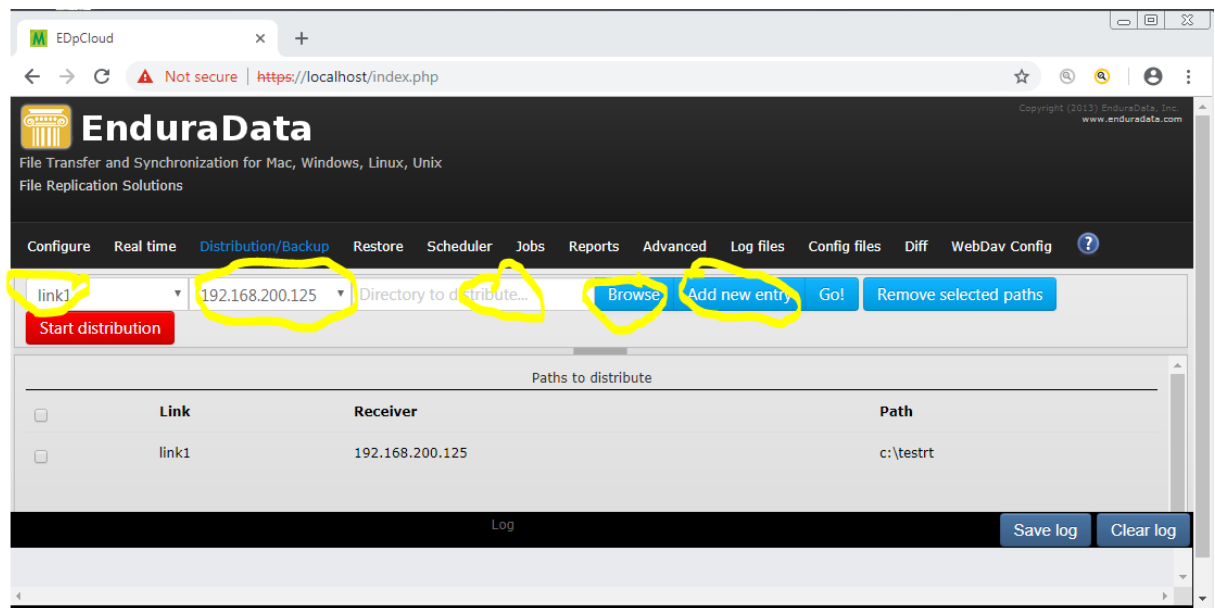 EDpCloud
Not secure | https://localhost/index.php
Copyright (2013) EnduraData, Inc.
www.enduradata.com
EnduraData
File Transfer and Synchronization for Mac, Windows, Linux, Unix
File Replication Solutions
Configure Real time Distribution/Backup Restore Scheduler Jobs Reports Advanced Log files Config files Diff WebDav Config ?
link1 192.168.200.125 Directory to distribute... Browse Add new entry Go! Remove selected paths
Start distribution
Paths to distribute
Link Receiver Path
link1 192.168.200.125 c:\testrt
Log Save log Clear log